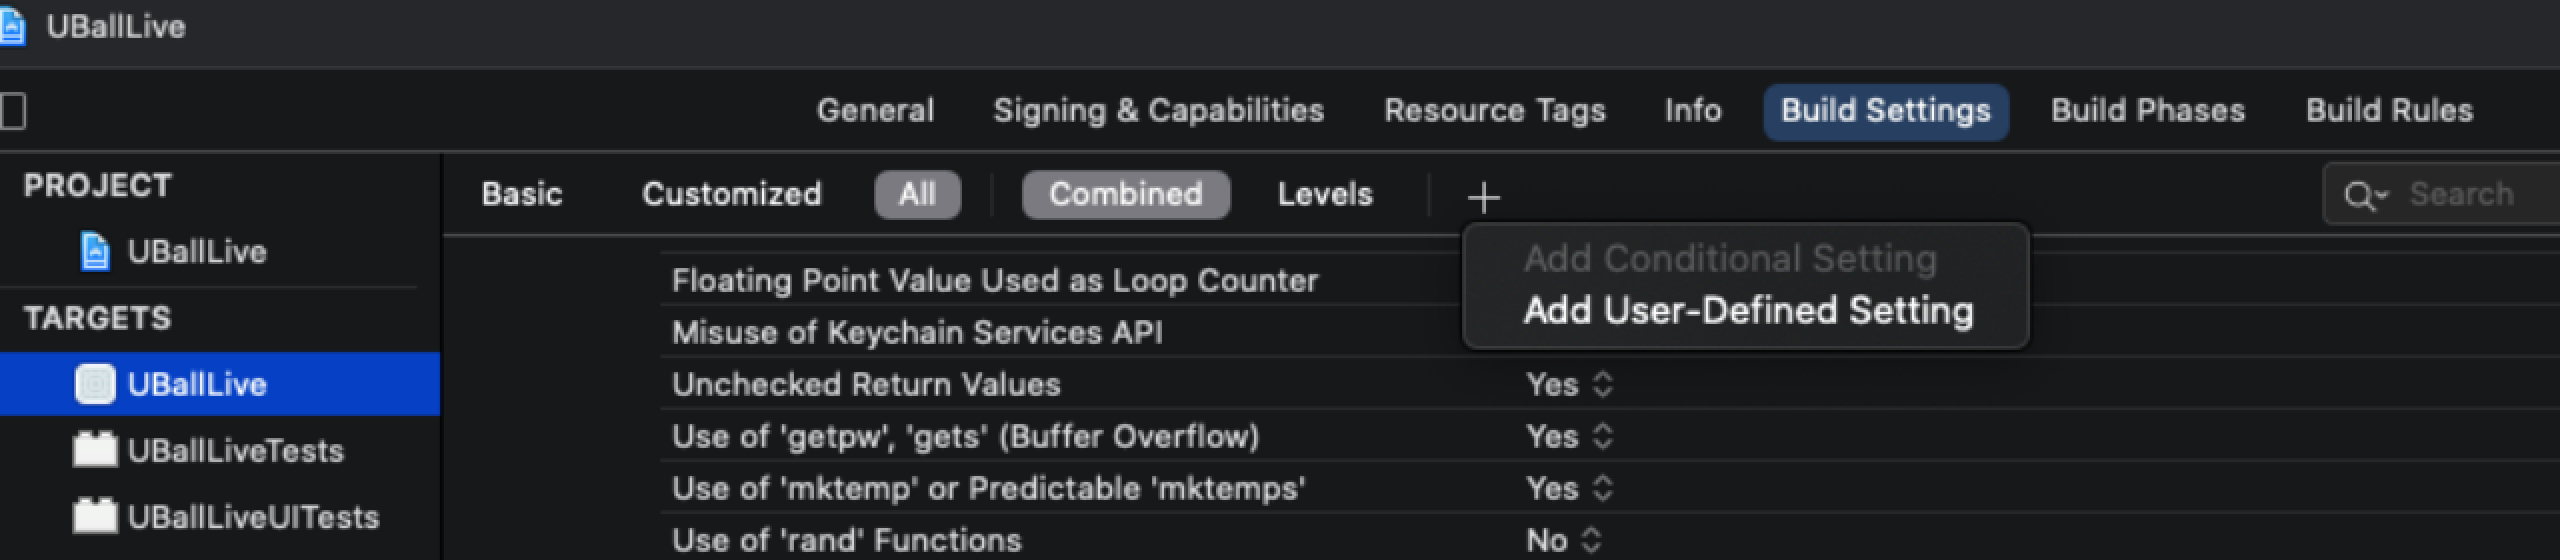 UBallLive
General Signing & Capabilities Resource Tags Info Build Settings Build Phases Build Rules
PROJECT
UBallLive
TARGETS
UBallLive
UBallLiveTests
UBallLiveUITests
Basic Customized All Combined Levels + Search
Add Conditional Setting
Add User-Defined Setting
Floating Point Value Used as Loop Counter
Misuse of Keychain Services API
Unchecked Return Values Yes
Use of 'getpw', 'gets' (Buffer Overflow) Yes
Use of 'mktemp' or Predictable 'mktemps' Yes
Use of 'rand' Functions No